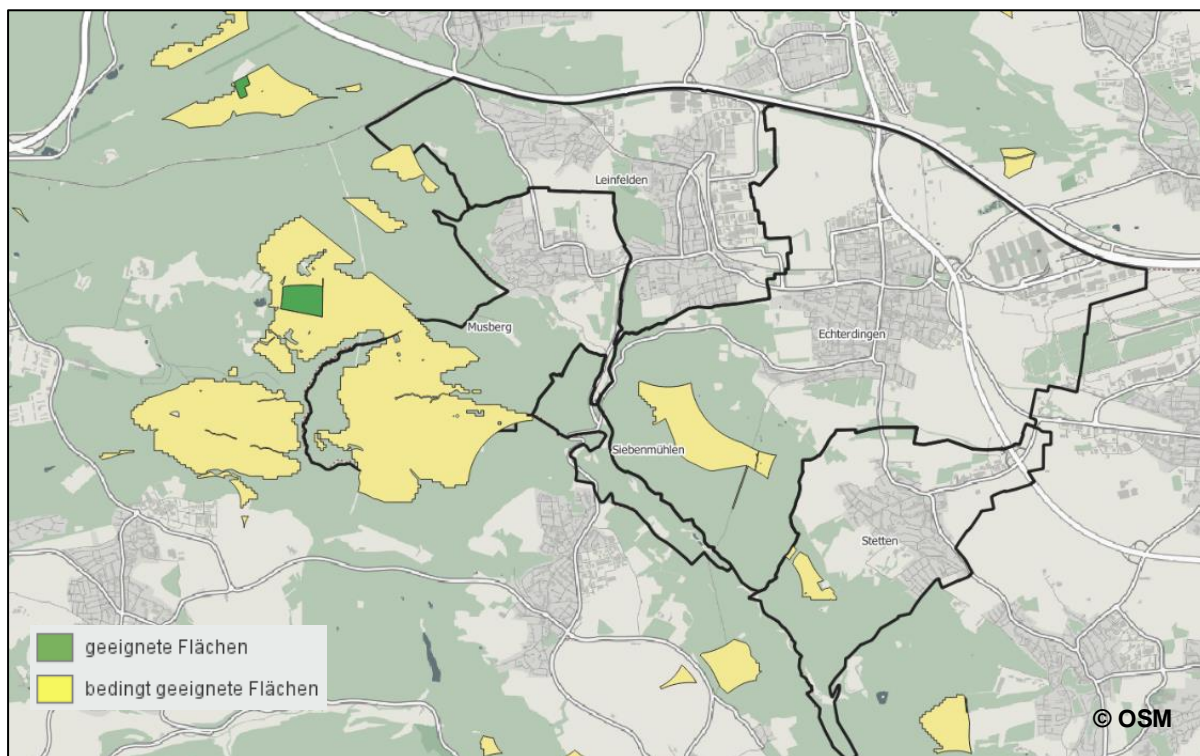 Leinfelden
Musberg
Echterdingen
Siebenmühlen
Stetten
geeignete Flächen
bedingt geeignete Flächen
© OSM